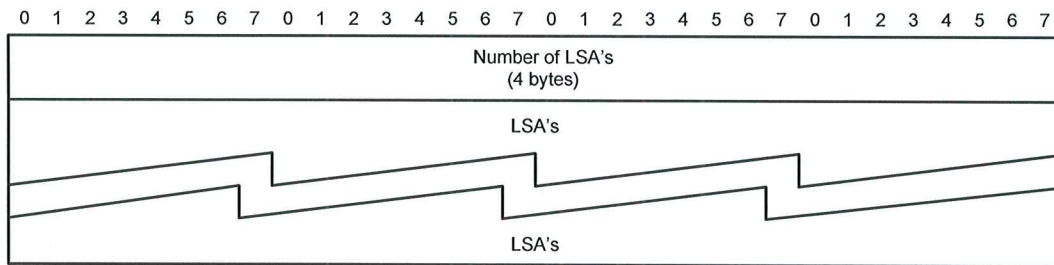 0 1 2 3 4 5 6 7 0 1 2 3 4 5 6 7 0 1 2 3 4 5 6 7 0 1 2 3 4 5 6 7
Number of LSA's
(4 bytes)
LSA's
LSA's